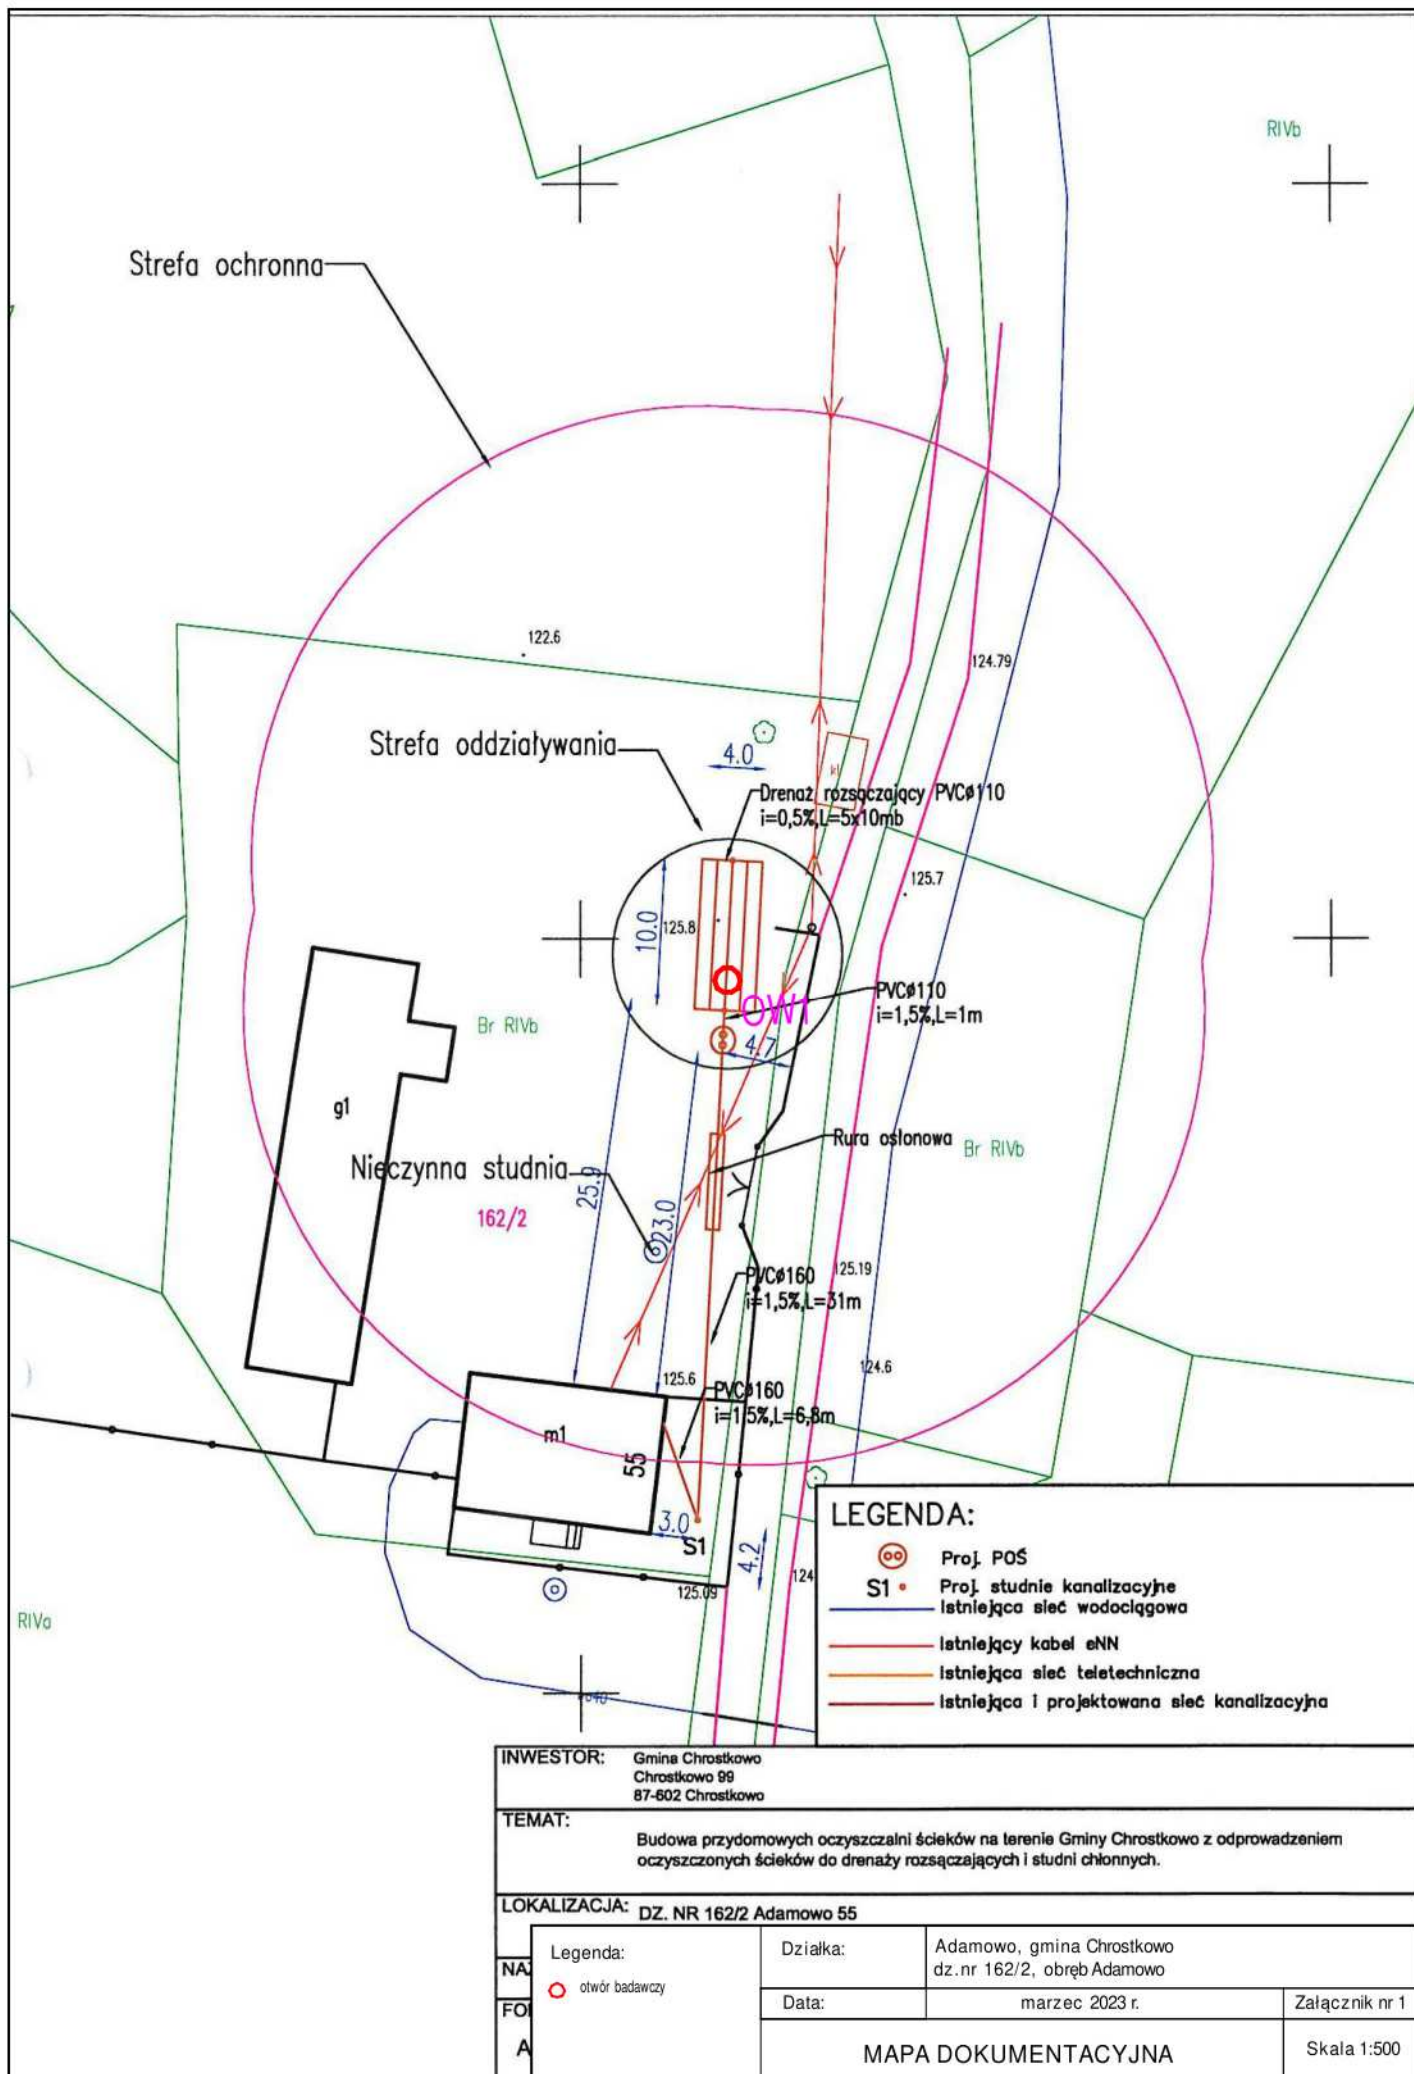 RIVb
Strefa ochronna
122.6
124.79
Strefa oddziaływania
4.0
kl
Drenaż rozsączający PVCø110
i=0,5%,L=5x10mb
125.7
10.0
125.8
OW1
PVCø110
i=1,5%,L=1m
Br RIVb
4.7
g1
Rura osłonowa
Br RIVb
Nieczynna studnia
25.9
23.0
162/2
PVCø160
i=1,5%,L=31m
125.19
124.6
125.6
PVCø160
i=1,5%,L=6,8m
m1
55
3.0
S1
4.2
124
125.09
RIVa
LEGENDA:
Proj. POŚ
S1 Proj. studnie kanalizacyjne
Istniejąca sieć wodociągowa
Istniejący kabel eNN
Istniejąca sieć teletechniczna
Istniejąca i projektowana sieć kanalizacyjna
INWESTOR: Gmina Chrostkowo
Chrostkowo 99
87-602 Chrostkowo
TEMAT:
Budowa przydomowych oczyszczalni ścieków na terenie Gminy Chrostkowo z odprowadzeniem
oczyszczonych ścieków do drenaży rozsączających i studni chłonnych.
LOKALIZACJA: DZ. NR 162/2 Adamowo 55
Legenda:
otwór badawczy
Działka:
Adamowo, gmina Chrostkowo
dz.nr 162/2, obręb Adamowo
Data:
marzec 2023 r.
Załącznik nr 1
MAPA DOKUMENTACYJNA
Skala 1:500